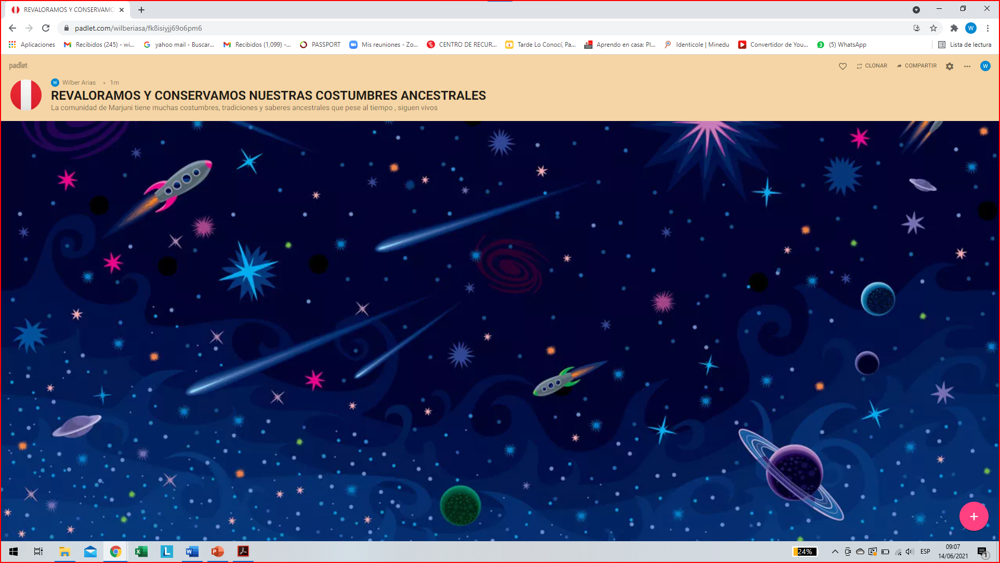 REVALORAMOS Y CONSERVAMO
padlet.com/wilberiasa/fk8isiyjj69o6pm6
W
Aplicaciones
Recibidos (245) - wi...
yahoo mail - Buscar...
Recibidos (1,099) -...
PASSPORT
Mis reuniones - Zo...
CENTRO DE RECUR...
Tarde Lo Conocí, Pa...
Aprendo en casa: Pl...
Identicole | Minedu
Convertidor de You...
3
(5) WhatsApp
Lista de lectura
padlet
CLONAR
COMPARTIR
W
W Wilber Arias • 1m
REVALORAMOS Y CONSERVAMOS NUESTRAS COSTUMBRES ANCESTRALES
La comunidad de Marjuni tiene muchas costumbres, tradiciones y saberes ancestrales que pese al tiempo , siguen vivos
24%
ESP
09:07
14/06/2021
1